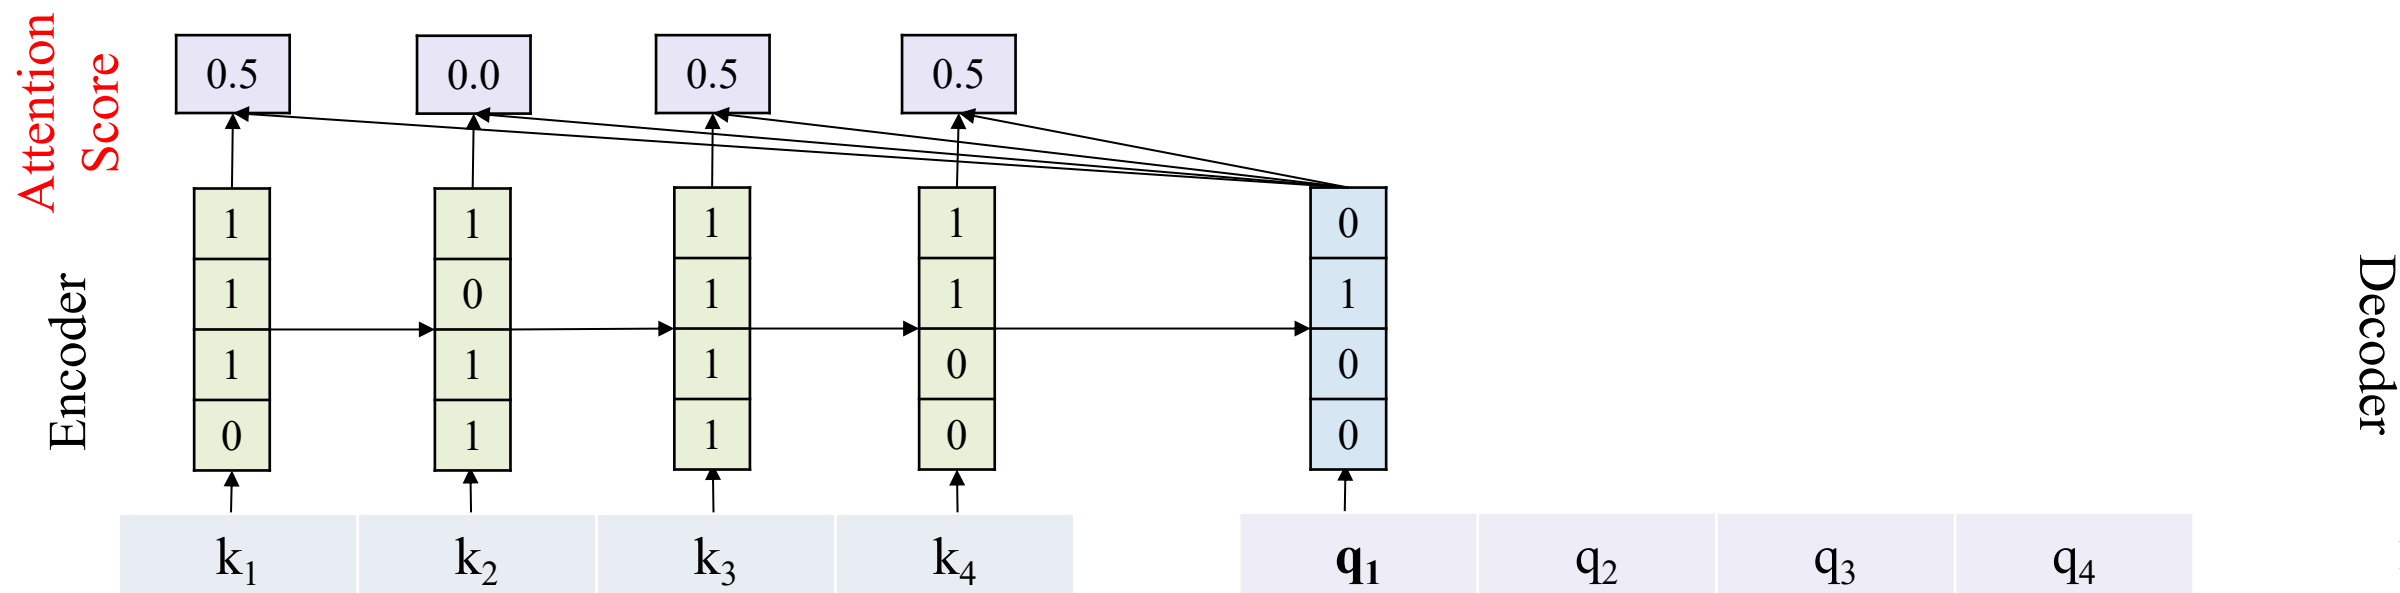 Attention
Score
0.5 0.0 0.5 0.5
Encoder
1 1 1 1 0
1 0 1 1 1
1 1 1 0 0
0 1 1 0 0
Decoder
k1 k2 k3 k4 q1 q2 q3 q4